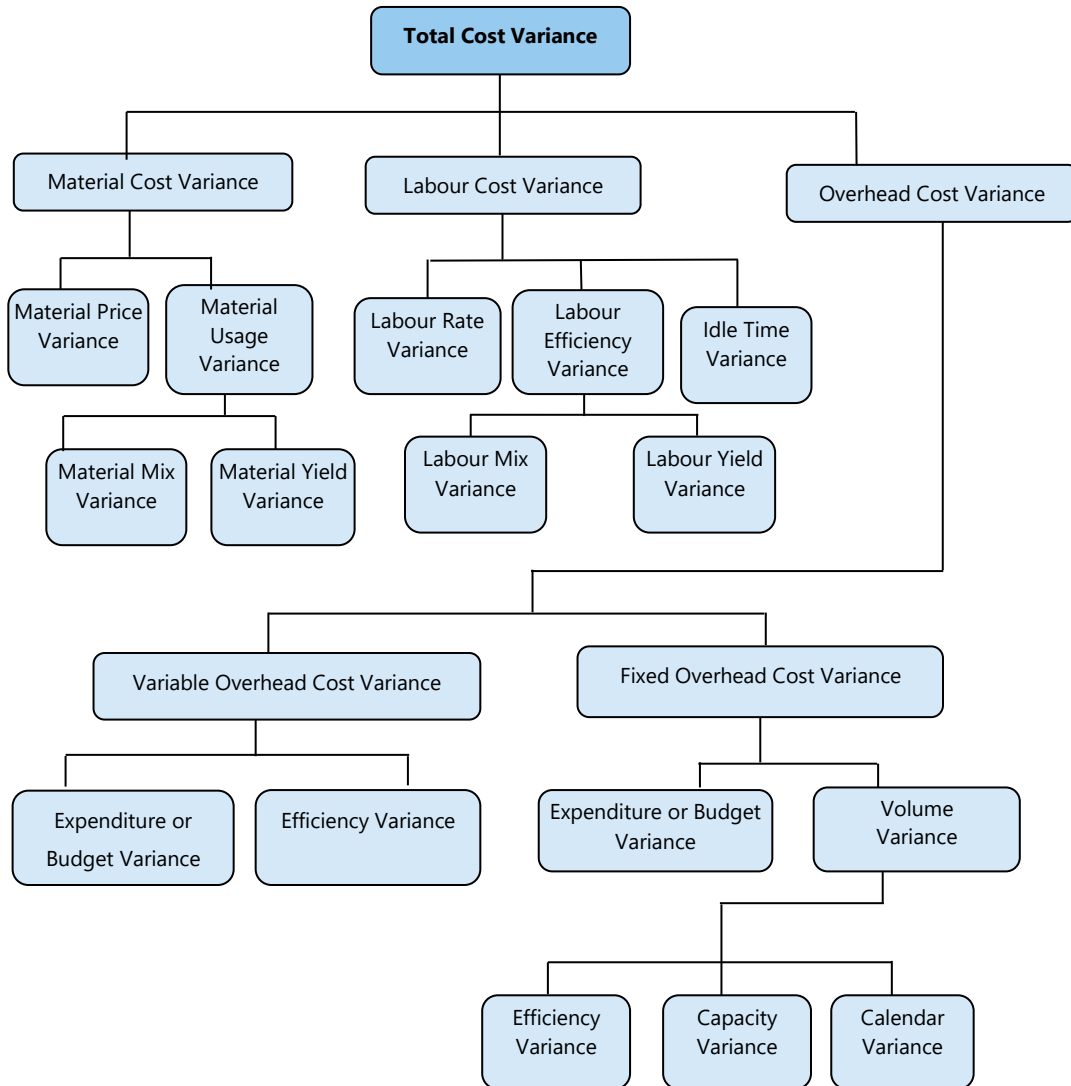 Total Cost Variance
Material Cost Variance
Labour Cost Variance
Overhead Cost Variance
Material Price
Variance
Material
Usage
Variance
Labour Rate
Variance
Labour
Efficiency
Variance
Idle Time
Variance
Material Mix
Variance
Material Yield
Variance
Labour Mix
Variance
Labour Yield
Variance
Variable Overhead Cost Variance
Fixed Overhead Cost Variance
Expenditure or
Budget Variance
Efficiency Variance
Expenditure or Budget
Variance
Volume
Variance
Efficiency
Variance
Capacity
Variance
Calendar
Variance